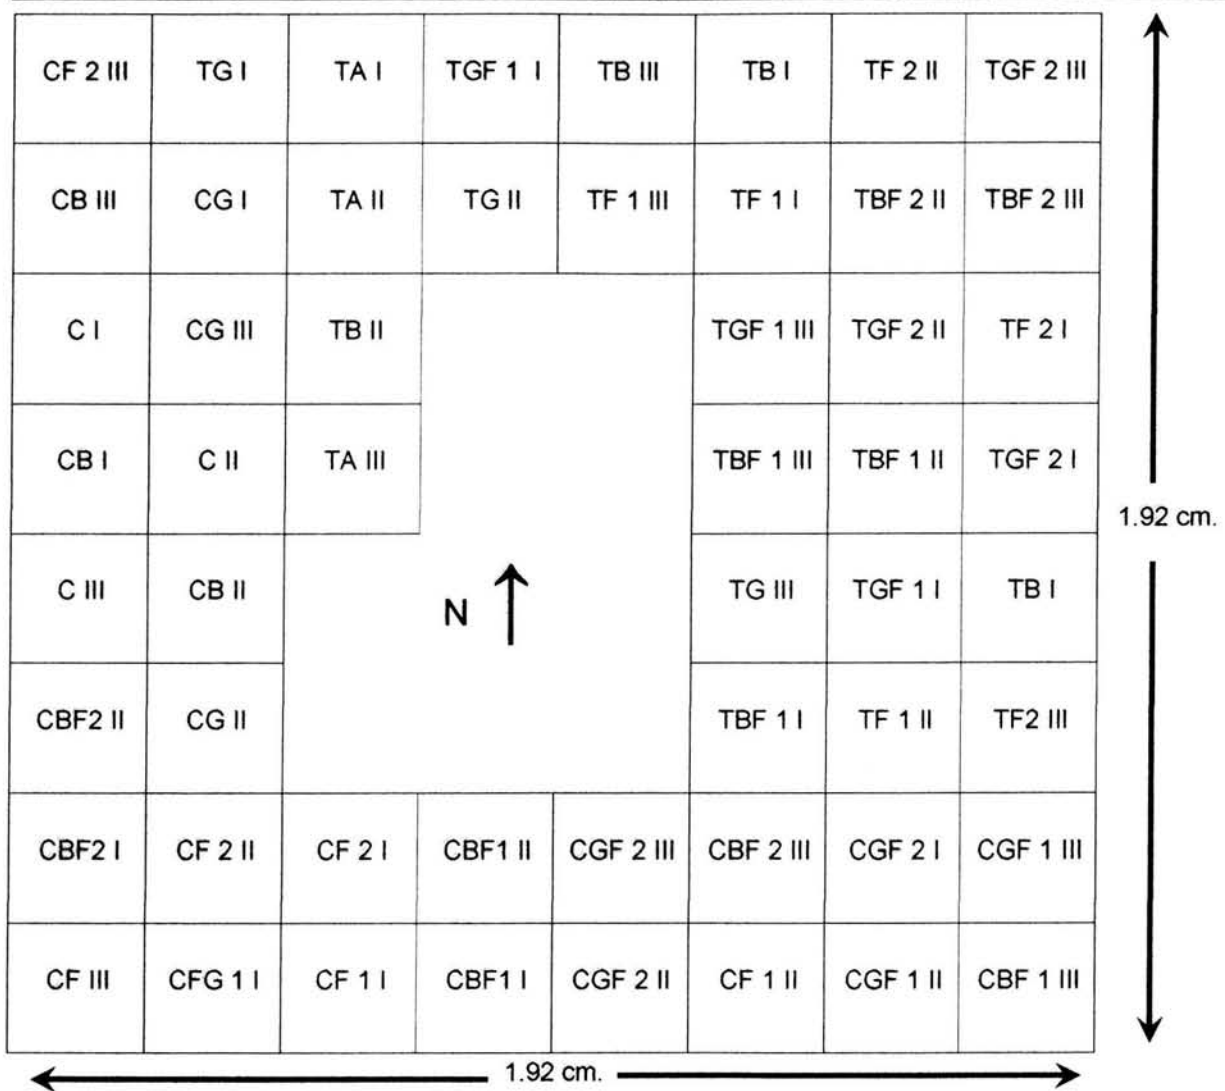 CF 2 III TG I TA I TGF 1 I TB III TB I TF 2 II TGF 2 III
CB III CG I TA II TG II TF 1 III TF 1 I TBF 2 II TBF 2 III
C I CG III TB II TGF 1 III TGF 2 II TF 2 I
CB I C II TA III TBF 1 III TBF 1 II TGF 2 I
1.92 cm.
C III CB II N TG III TGF 1 I TB I
CBF2 II CG II TBF 1 I TF 1 II TF2 III
CBF2 I CF 2 II CF 2 I CBF1 II CGF 2 III CBF 2 III CGF 2 I CGF 1 III
CF III CFG 1 I CF 1 I CBF1 I CGF 2 II CF 1 II CGF 1 II CBF 1 III
1.92 cm.